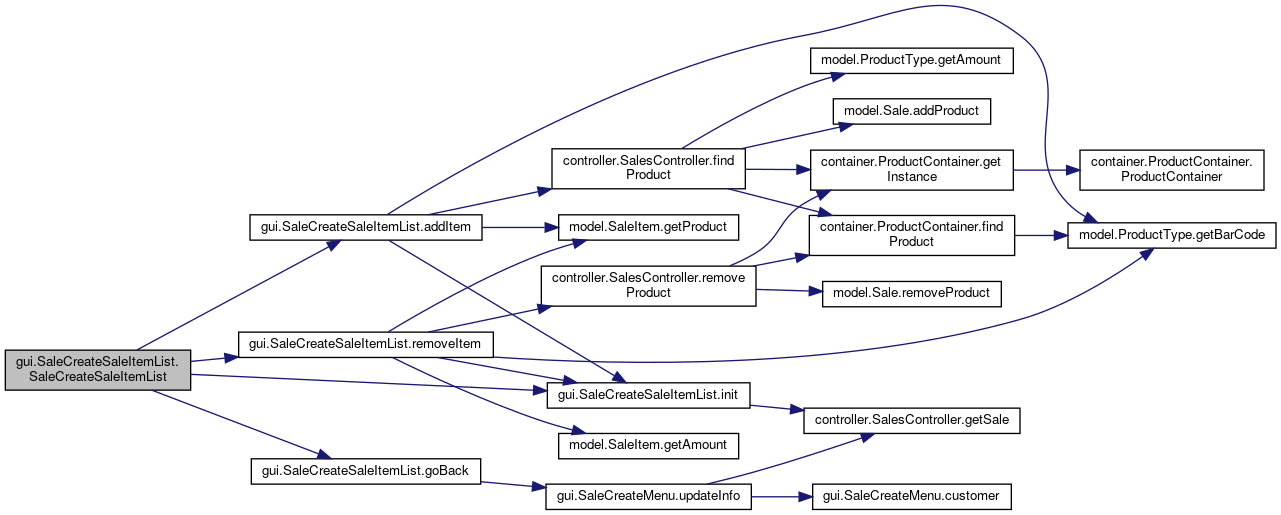 gui.SaleCreateSaleItemList.
SaleCreateSaleItemList
gui.SaleCreateSaleItemList.addItem
gui.SaleCreateSaleItemList.removeItem
gui.SaleCreateSaleItemList.goBack
controller.SalesController.find
Product
model.SaleItem.getProduct
controller.SalesController.remove
Product
gui.SaleCreateSaleItemList.init
model.SaleItem.getAmount
gui.SaleCreateMenu.updateInfo
model.ProductType.getAmount
model.Sale.addProduct
container.ProductContainer.get
Instance
container.ProductContainer.find
Product
model.Sale.removeProduct
controller.SalesController.getSale
gui.SaleCreateMenu.customer
container.ProductContainer.
ProductContainer
model.ProductType.getBarCode